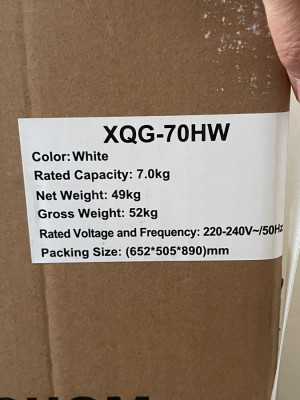 XQG-70HW
Color: White
Rated Capacity: 7.0kg
Net Weight: 49kg
Gross Weight: 52kg
Rated Voltage and Frequency: 220-240V~/50Hz
Packing Size: (652*505*890)mm